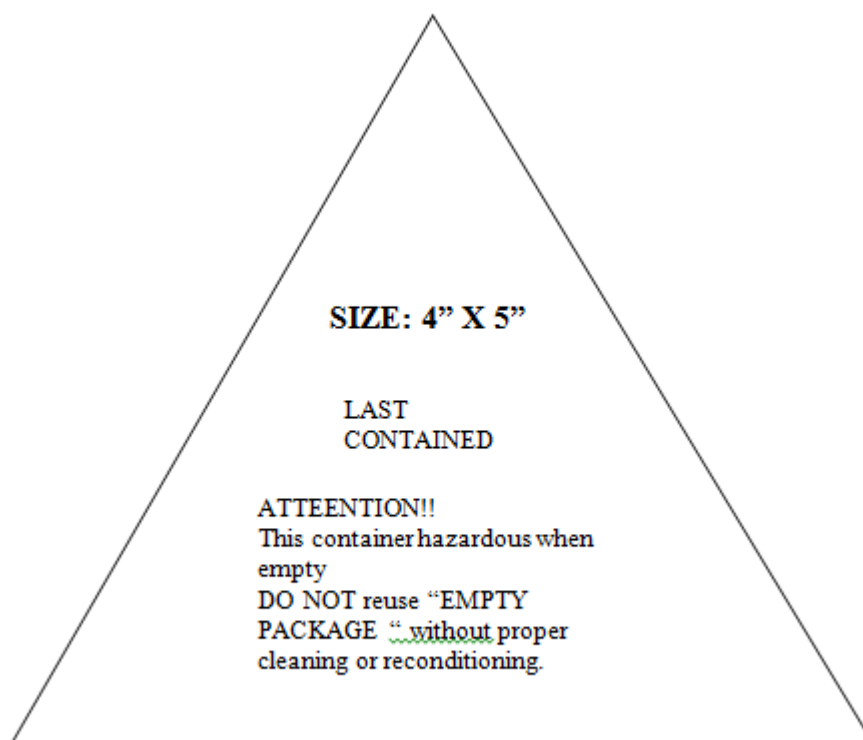 SIZE: 4” X 5”
LAST
CONTAINED
ATTEENTION!!
This container hazardous when
empty
DO NOT reuse “EMPTY
PACKAGE “ without proper
cleaning or reconditioning.